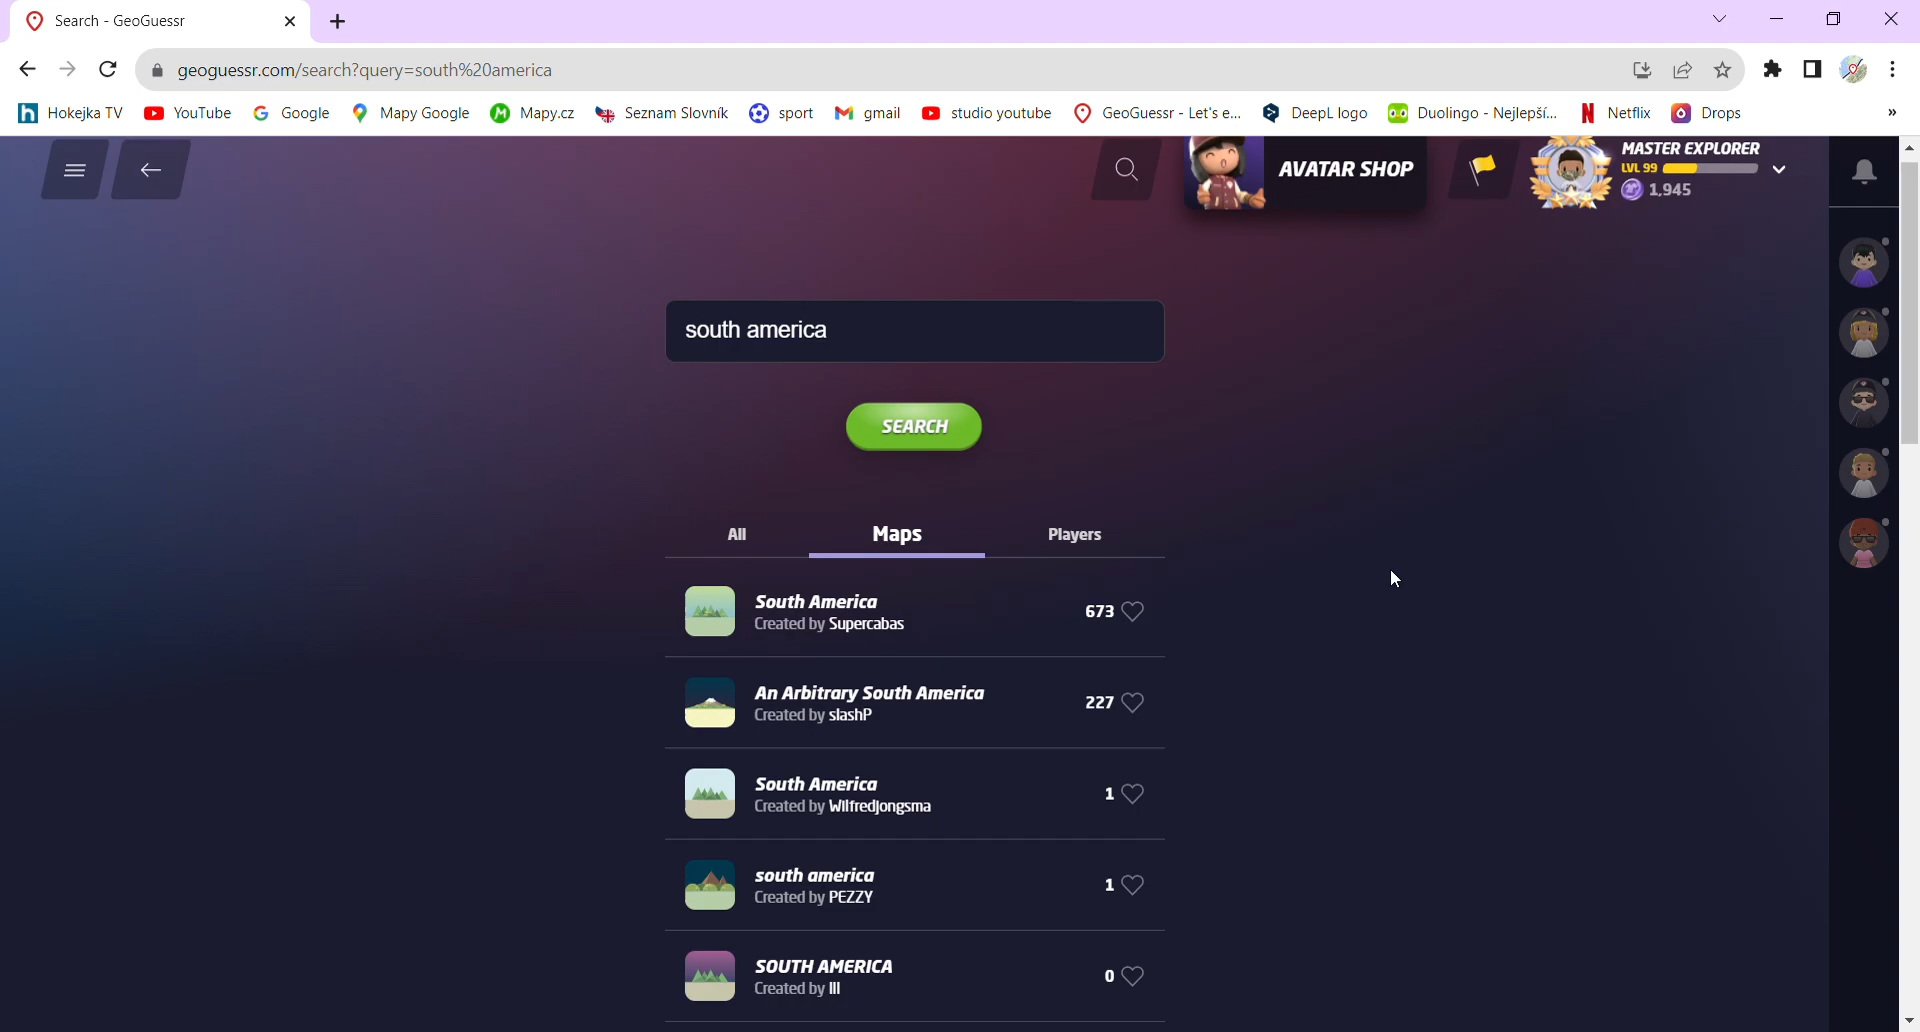 Search - GeoGuessr
geoguessr.com/search?query=south%20america
Hokejka TV YouTube Google Mapy Google Mapy.cz Seznam Slovník sport gmail studio youtube GeoGuessr - Let's e... DeepL logo Duolingo - Nejlepší... Netflix Drops »
AVATAR SHOP
MASTER EXPLORER
LVL 99
1,945
south america
SEARCH
All Maps Players
South America
Created by Supercabas
673
An Arbitrary South America
Created by slashP
227
South America
Created by Wilfredjongsma
1
south america
Created by PEZZY
1
SOUTH AMERICA
Created by lll
0